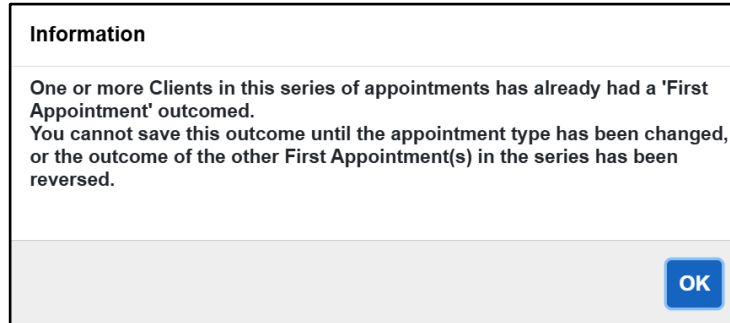 Information
One or more Clients in this series of appointments has already had a 'First
Appointment' outcomed.
You cannot save this outcome until the appointment type has been changed,
or the outcome of the other First Appointment(s) in the series has been
reversed.
OK